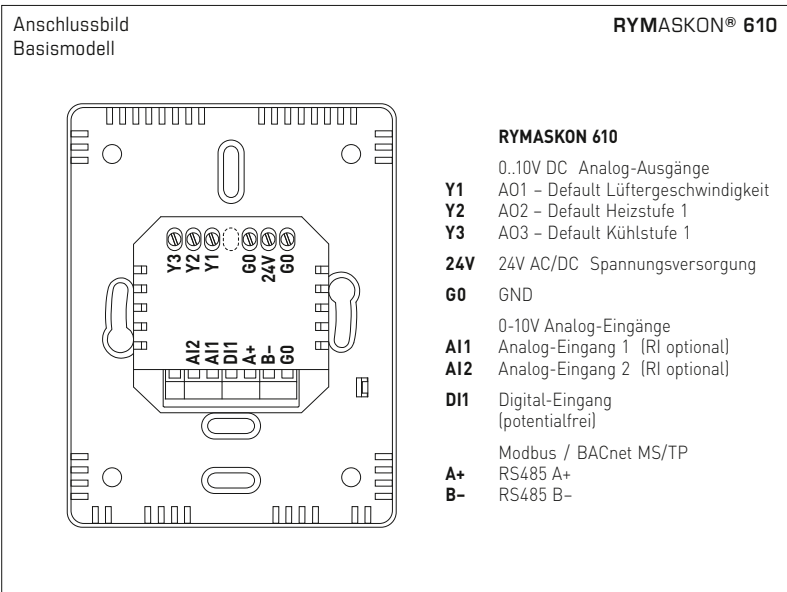 Anschlussbild
Basismodell
RYMASKON® 610
Y3 Y2 Y1 G0 24V G0
AI2 AI1 DI1 A+ B– G0
RYMASKON 610
0..10V DC Analog-Ausgänge
Y1 AO1 – Default Lüftergeschwindigkeit
Y2 AO2 – Default Heizstufe 1
Y3 AO3 – Default Kühlstufe 1
24V 24V AC/DC Spannungsversorgung
G0 GND
0-10V Analog-Eingänge
AI1 Analog-Eingang 1 (RI optional)
AI2 Analog-Eingang 2 (RI optional)
DI1 Digital-Eingang
(potentialfrei)
Modbus / BACnet MS/TP
A+ RS485 A+
B– RS485 B–